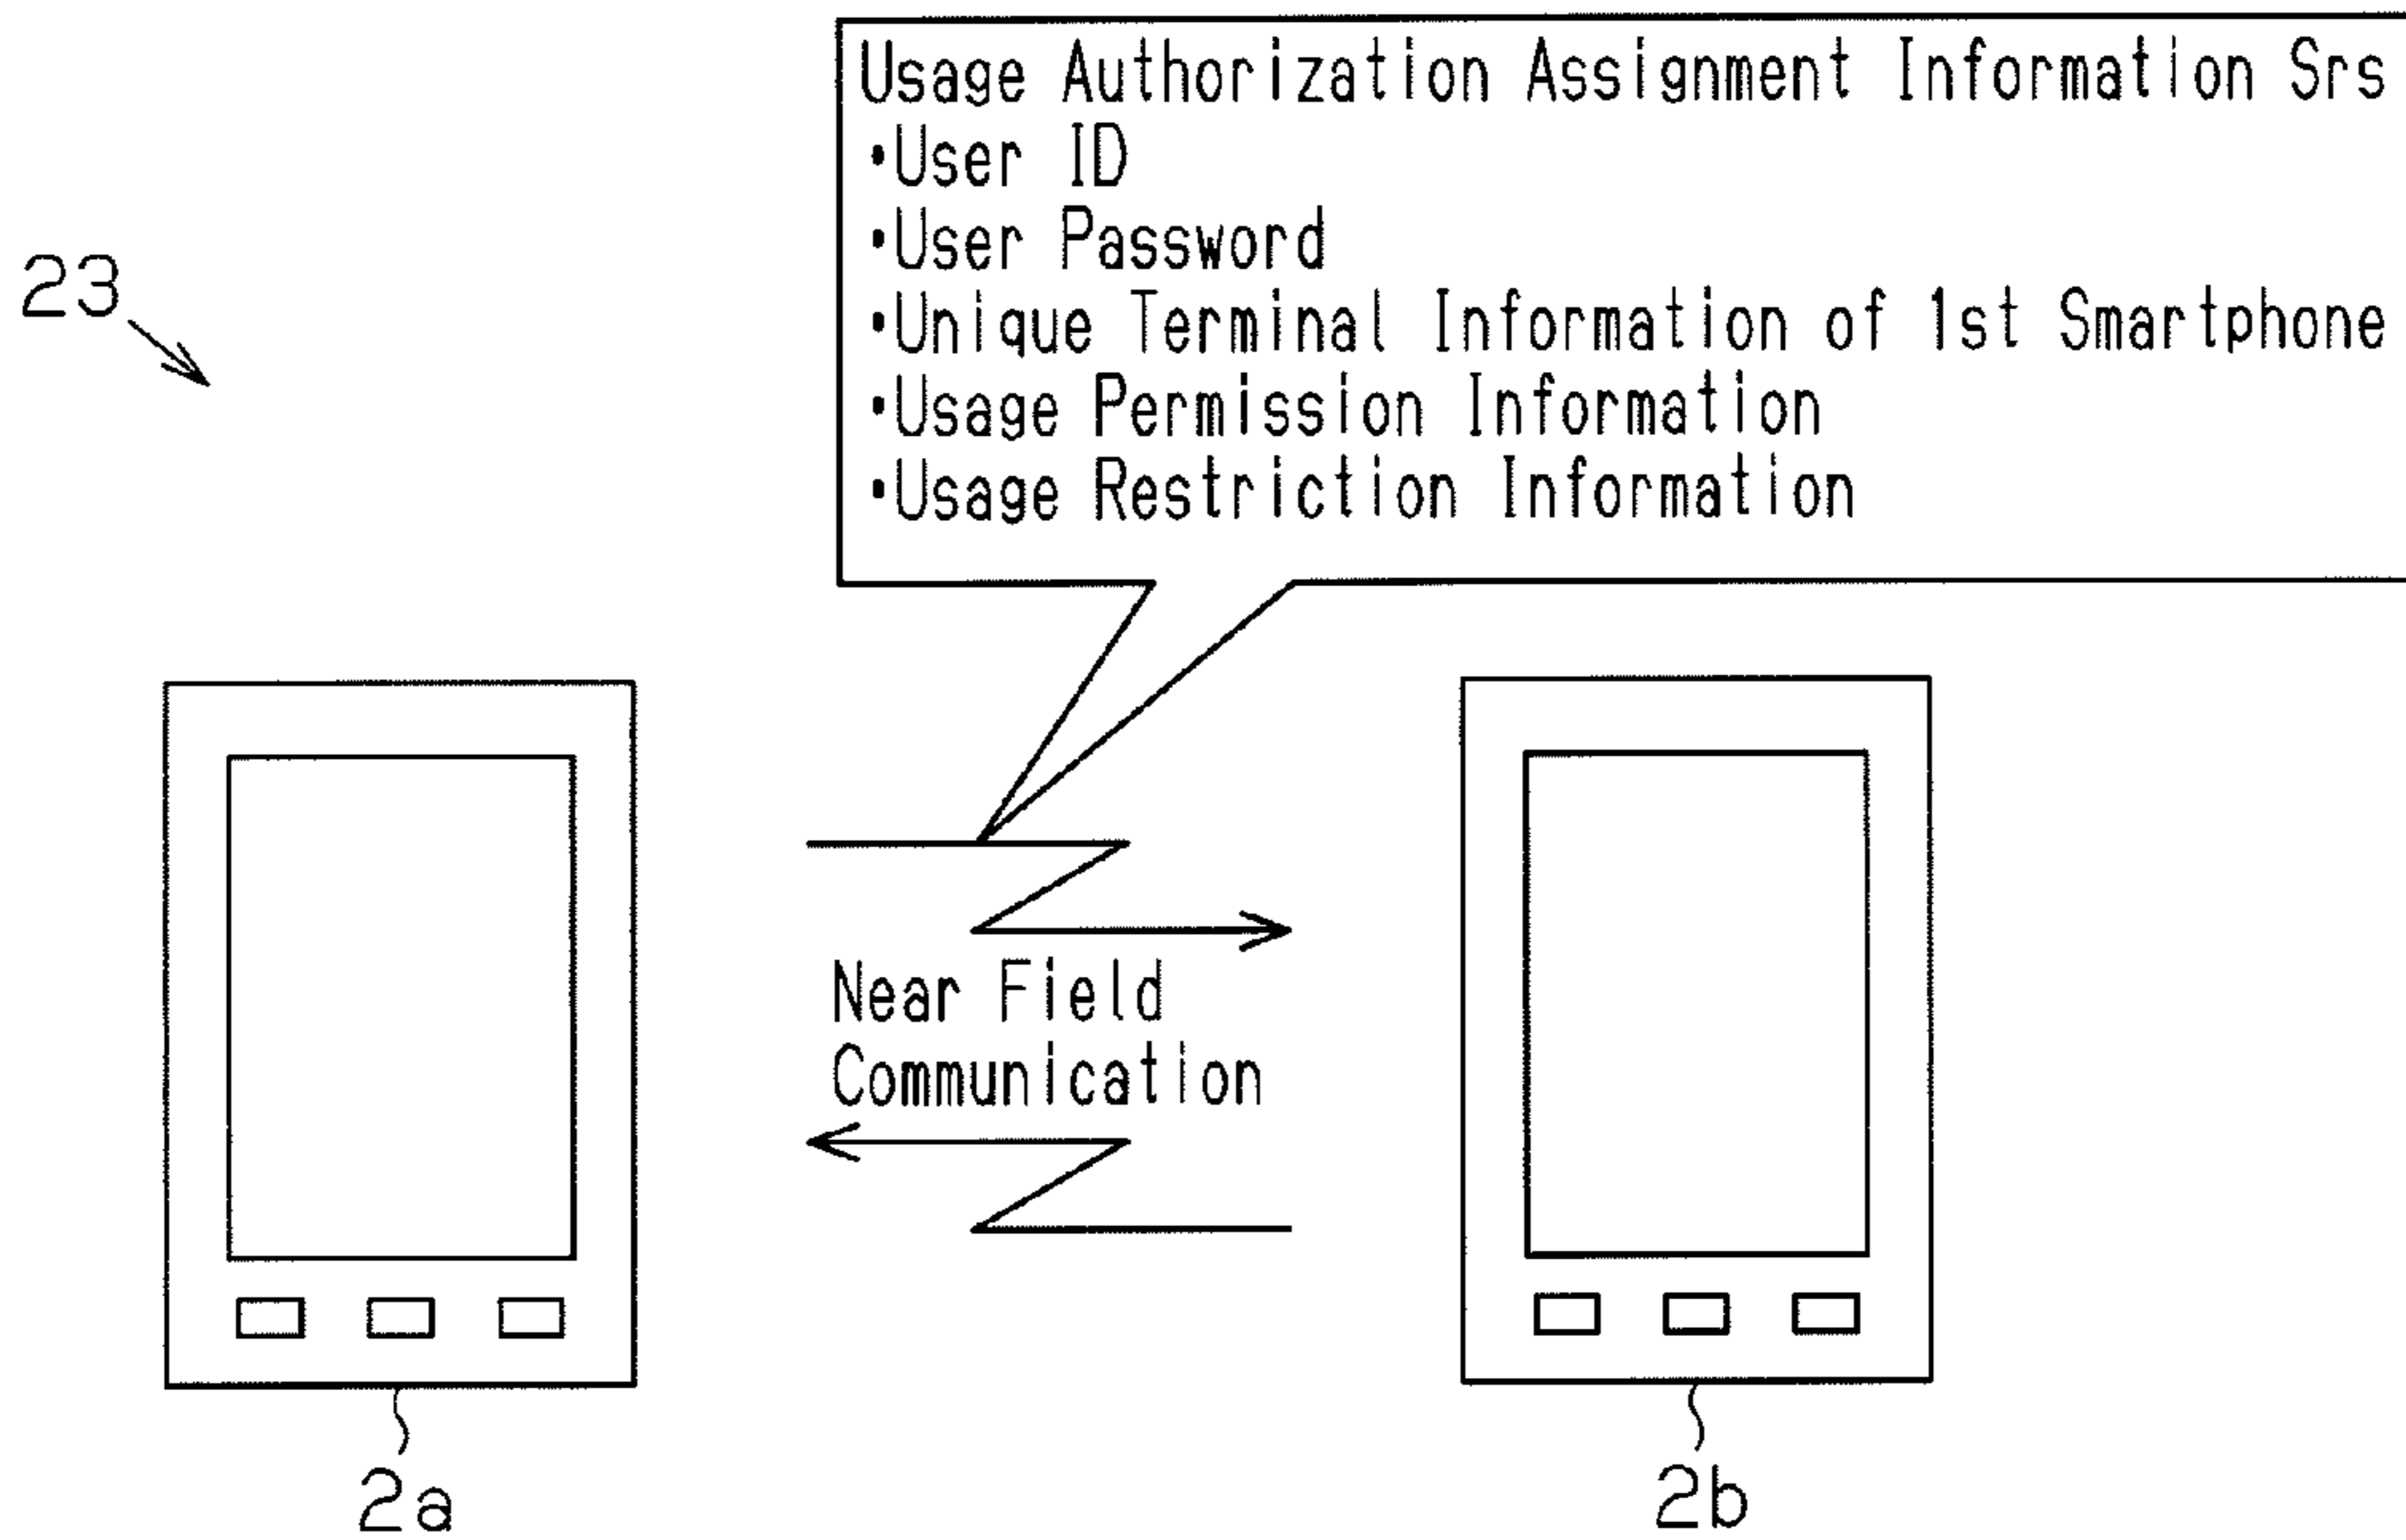 Usage Authorization Assignment Information Srs
•User ID
•User Password
•Unique Terminal Information of 1st Smartphone
•Usage Permission Information
•Usage Restriction Information
23
Near Field
Communication
2a
2b